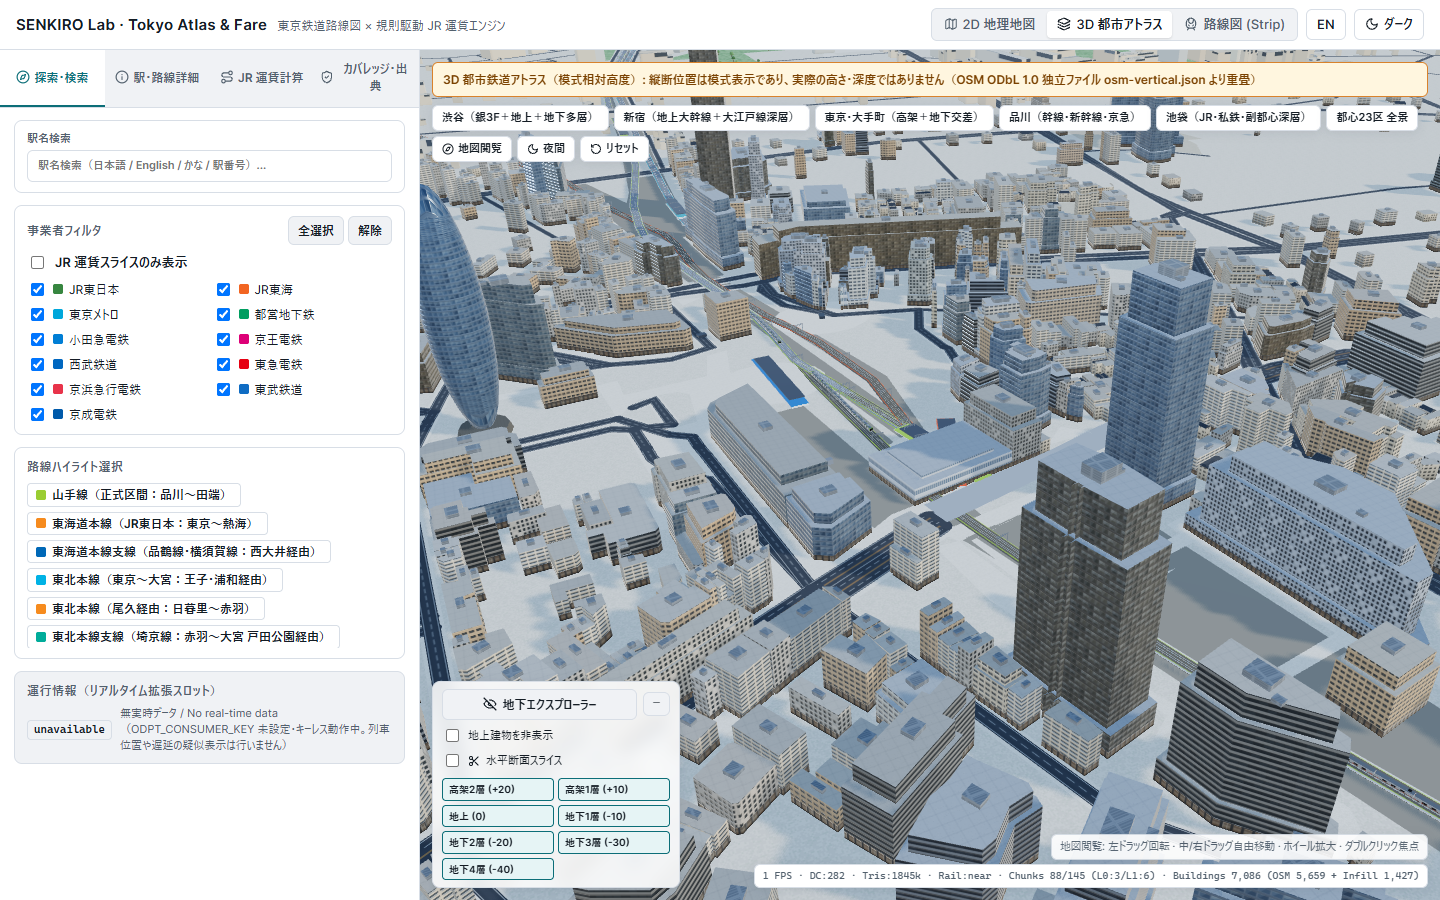 SENKIRO Lab · Tokyo Atlas & Fare 東京鉄道路線図 × 規則駆動 JR 運賃エンジン
2D 地理地図 3D 都市アトラス 路線図 (Strip) EN ダーク
探索・検索 駅・路線詳細 JR 運賃計算 カバレッジ・出典
駅名検索
駅名検索（日本語 / English / かな / 駅番号）...
事業者フィルタ 全選択 解除
JR 運賃スライスのみ表示
JR東日本 JR東海
東京メトロ 都営地下鉄
小田急電鉄 京王電鉄
西武鉄道 東急電鉄
京浜急行電鉄 東武鉄道
京成電鉄
路線ハイライト選択
山手線（正式区間：品川〜田端）
東海道本線（JR東日本：東京〜熱海）
東海道本線支線（品鶴線・横須賀線：西大井経由）
東北本線（東京〜大宮：王子・浦和経由）
東北本線（尾久経由：日暮里〜赤羽）
東北本線支線（埼京線：赤羽〜大宮 戸田公園経由）
運行情報（リアルタイム拡張スロット）
unavailable
無実時データ / No real-time data
（ODPT_CONSUMER_KEY 未設定・キーレス動作中。列車
位置や遅延の疑似表示は行いません）
3D 都市鉄道アトラス（模式相対高度）: 縦断位置は模式表示であり、実際の高さ・深度ではありません（OSM ODbL 1.0 独立ファイル osm-vertical.json より重畳）
渋谷（銀3F＋地上＋地下多層） 新宿（地上大幹線＋大江戸線深層） 東京・大手町（高架＋地下交差） 品川（幹線・新幹線・京急） 池袋（JR・私鉄・副都心深層） 都心23区 全景
地図閲覧 夜間 リセット
地下エクスプローラー −
地上建物を非表示
水平断面スライス
高架2層 (+20) 高架1層 (+10)
地上 (0) 地下1層 (-10)
地下2層 (-20) 地下3層 (-30)
地下4層 (-40)
地図閲覧: 左ドラッグ回転 · 中/右ドラッグ自由移動 · ホイール拡大 · ダブルクリック焦点
1 FPS · DC:282 · Tris:1845k · Rail:near · Chunks 88/145 (L0:3/L1:6) · Buildings 7,086 (OSM 5,659 + Infill 1,427)